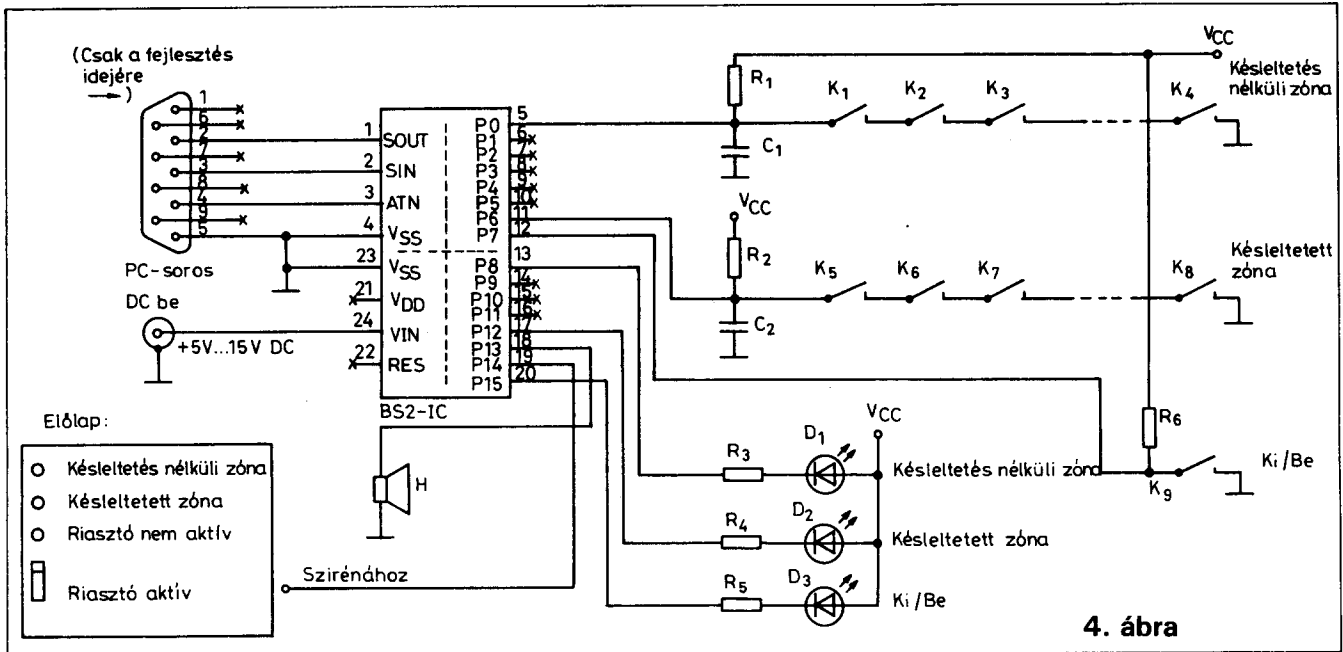 (Csak a fejlesztés
idejére
)
1
6
2
7
3
8
4
9
5
PC-soros
DC be
+5V...15V DC
1
2
3
4
23
21
24
22
SOUT
SIN
ATN
VSS
VSS
VDD
VIN
RES
P0
P1
P2
P3
P4
P5
P6
P7
P8
P9
P10
P11
P12
P13
P14
P15
5
6
7
8
9
10
11
12
13
14
15
16
17
18
19
20
BS2-IC
R1
C1
K1
K2
K3
K4
VCC
Késleltetés
nélküli zóna
VCC
R2
C2
K5
K6
K7
K8
Késleltetett
zóna
R6
K9
Ki/Be
VCC
R3
D1
Késleltetés nélküli zóna
R4
D2
Késleltetett zóna
R5
D3
Ki/Be
H
Szirénához
Előlap:
Késleltetés nélküli zóna
Késleltetett zóna
Riasztó nem aktív
Riasztó aktív
4. ábra